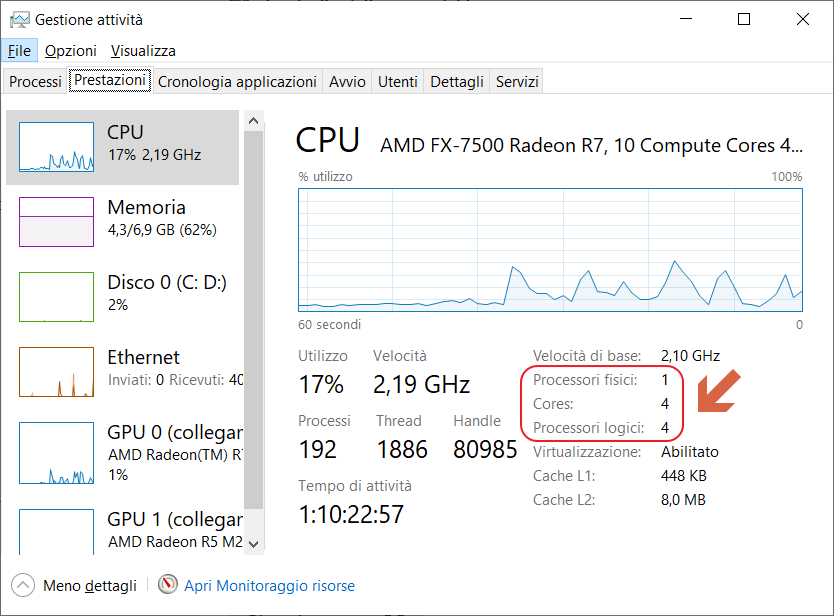 Gestione attività
File Opzioni Visualizza
Processi Prestazioni Cronologia applicazioni Avvio Utenti Dettagli Servizi
CPU
17% 2,19 GHz
Memoria
4,3/6,9 GB (62%)
Disco 0 (C: D:)
2%
Ethernet
Inviati: 0 Ricevuti: 40
GPU 0 (collegar
AMD Radeon(TM) R7
1%
GPU 1 (collegar
AMD Radeon R5 M2
CPU AMD FX-7500 Radeon R7, 10 Compute Cores 4...
% utilizzo 100%
60 secondi 0
Utilizzo Velocità
17% 2,19 GHz
Processi Thread Handle
192 1886 80985
Tempo di attività
1:10:22:57
Velocità di base: 2,10 GHz
Processori fisici: 1
Cores: 4
Processori logici: 4
Virtualizzazione: Abilitato
Cache L1: 448 KB
Cache L2: 8,0 MB
Meno dettagli Apri Monitoraggio risorse